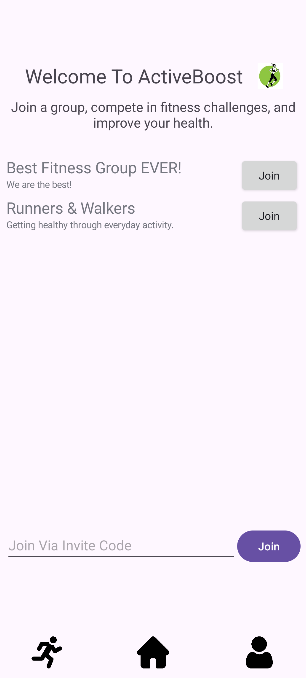 Welcome To ActiveBoost
Join a group, compete in fitness challenges, and
improve your health.
Best Fitness Group EVER!
We are the best!
Join
Runners & Walkers
Getting healthy through everyday activity.
Join
Join Via Invite Code
Join